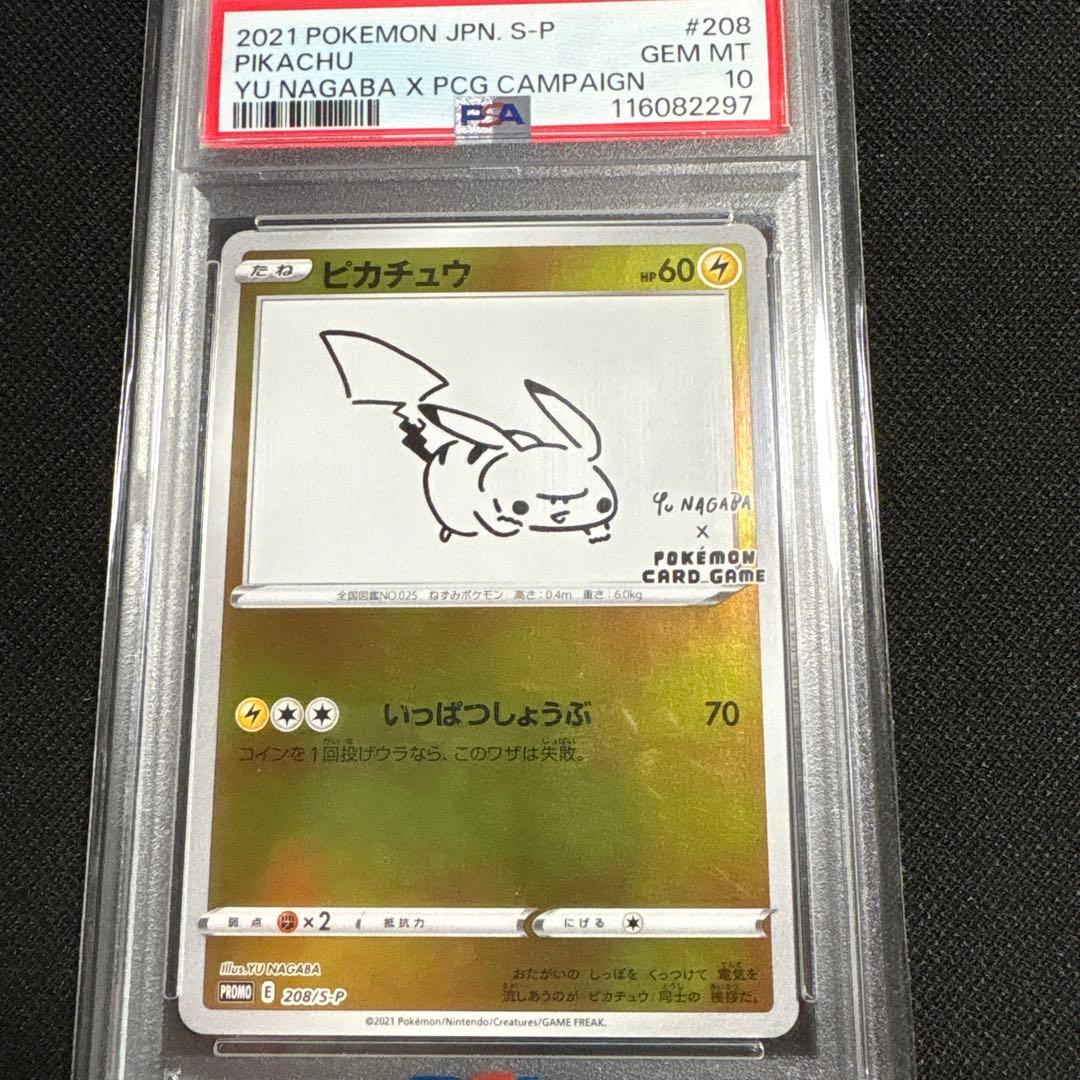 2021 POKEMON JPN. S-P #208
PIKACHU GEM MT
YU NAGABA X PCG CAMPAIGN 10
PSA 116082297
たね ピカチュウ HP60
Yu NAGABA
×
POKÉMON
CARD GAME
全国図鑑NO.025 ねずみポケモン 高さ:0.4m 重さ:6.0kg
いっぱつしょうぶ 70
コインを1回投げウラなら、このワザは失敗。
弱点 ×2 抵抗力 にげる
Illus.YU NAGABA
おたがいの しっぽを くっつけて 電気を
PROMO E 208/S-P 流しあうのが ピカチュウ 同士の 挨拶だ。
©2021 Pokémon/Nintendo/Creatures/GAME FREAK.